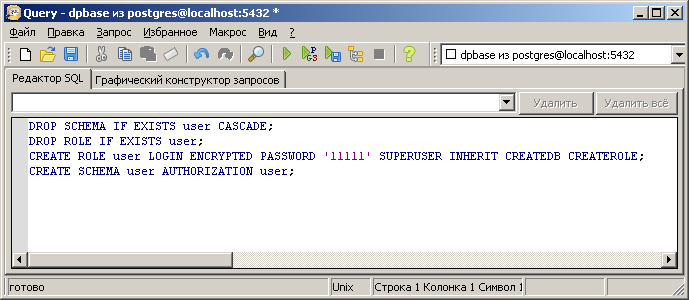 Query - dpbase из postgres@localhost:5432 *
Файл Правка Запрос Избранное Макрос Вид ?
dpbase из postgres@localhost:5432
Редактор SQL Графический конструктор запросов
Удалить Удалить всё
DROP SCHEMA IF EXISTS user CASCADE;
DROP ROLE IF EXISTS user;
CREATE ROLE user LOGIN ENCRYPTED PASSWORD '11111' SUPERUSER INHERIT CREATEDB CREATEROLE;
CREATE SCHEMA user AUTHORIZATION user;
готово Unix Строка 1 Колонка 1 Символ 1